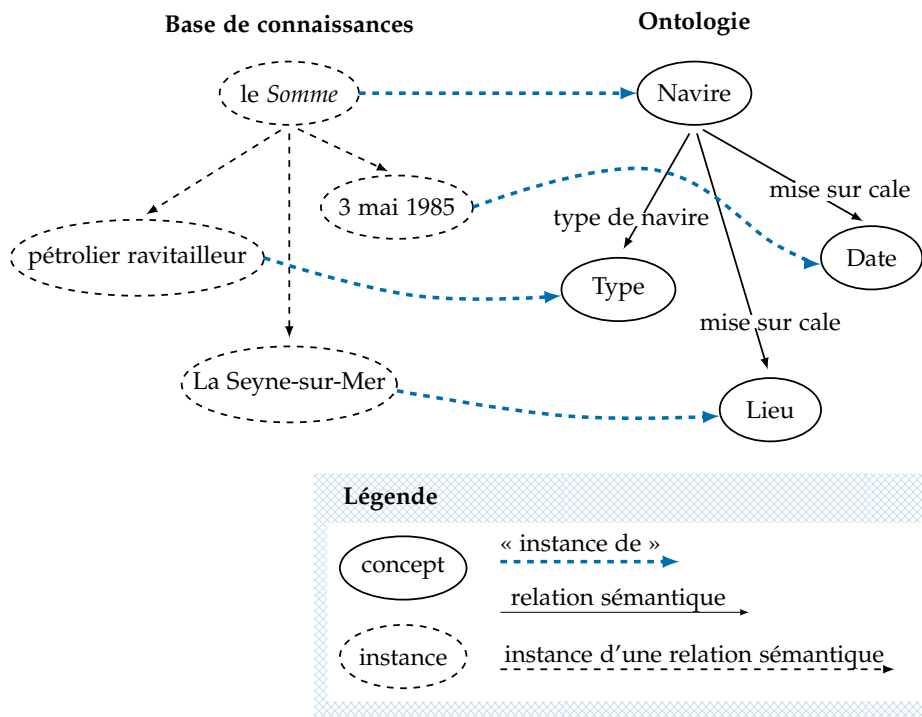 Base de connaissances
Ontologie
le Somme
Navire
3 mai 1985
mise sur cale
type de navire
pétrolier ravitailleur
Date
Type
mise sur cale
La Seyne-sur-Mer
Lieu
Légende
concept
« instance de »
relation sémantique
instance
instance d'une relation sémantique